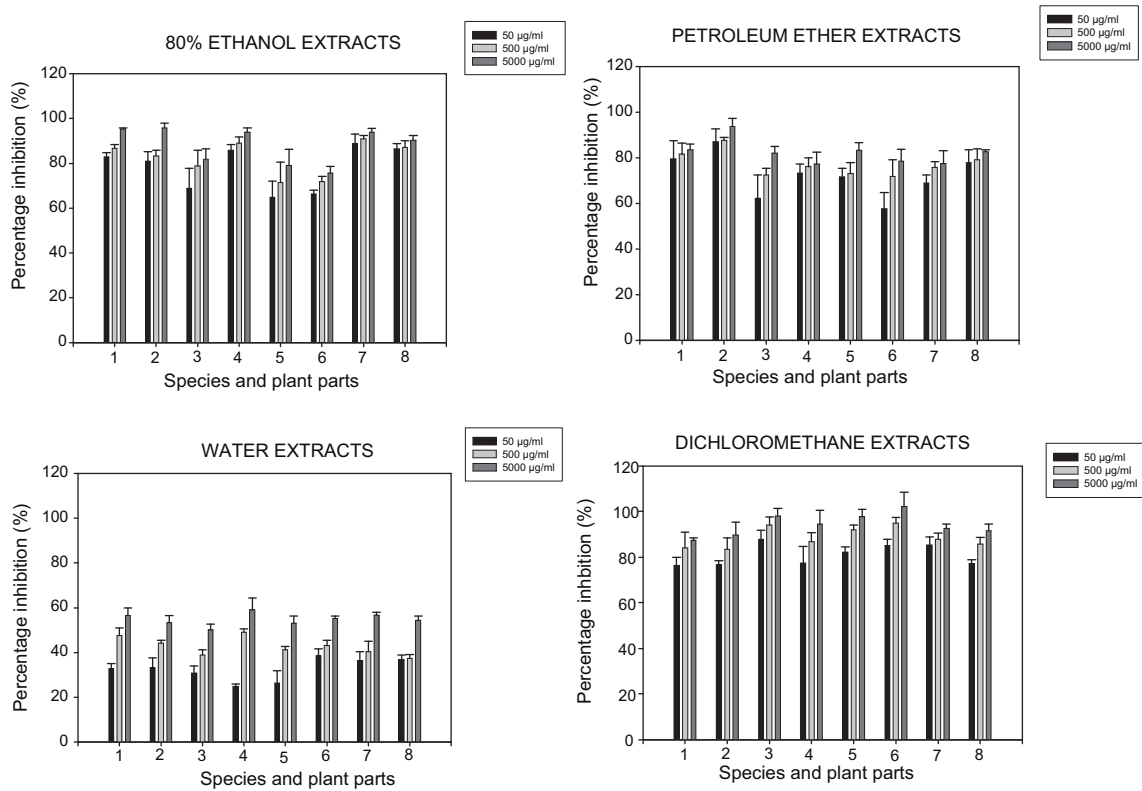 80% ETHANOL EXTRACTS
50 µg/ml
500 µg/ml
5000 µg/ml
Percentage inhibition (%)
120
100
80
60
40
20
0
1 2 3 4 5 6 7 8
Species and plant parts
PETROLEUM ETHER EXTRACTS
50 µg/ml
500 µg/ml
5000 µg/ml
Percentage inhibition (%)
120
100
80
60
40
20
0
1 2 3 4 5 6 7 8
Species and plant parts
WATER EXTRACTS
50 µg/ml
500 µg/ml
5000 µg/ml
Percentage inhibition (%)
120
100
80
60
40
20
0
1 2 3 4 5 6 7 8
Species and plant parts
DICHLOROMETHANE EXTRACTS
50 µg/ml
500 µg/ml
5000 µg/ml
Percentage inhibition (%)
120
100
80
60
40
20
0
1 2 3 4 5 6 7 8
Species and plant parts